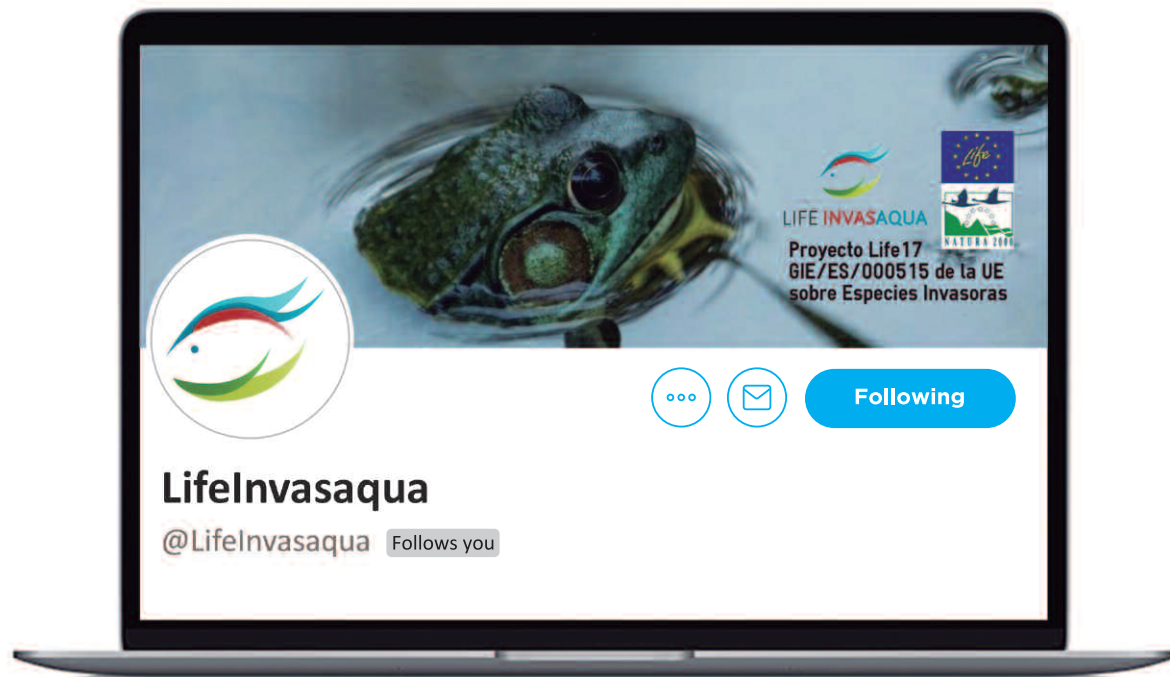 Life
LIFE INVASAQUA
NATURA 2000
Proyecto Life17
GIE/ES/000515 de la UE
sobre Especies Invasoras
Following
LifeInvasaqua
@LifeInvasaqua Follows you